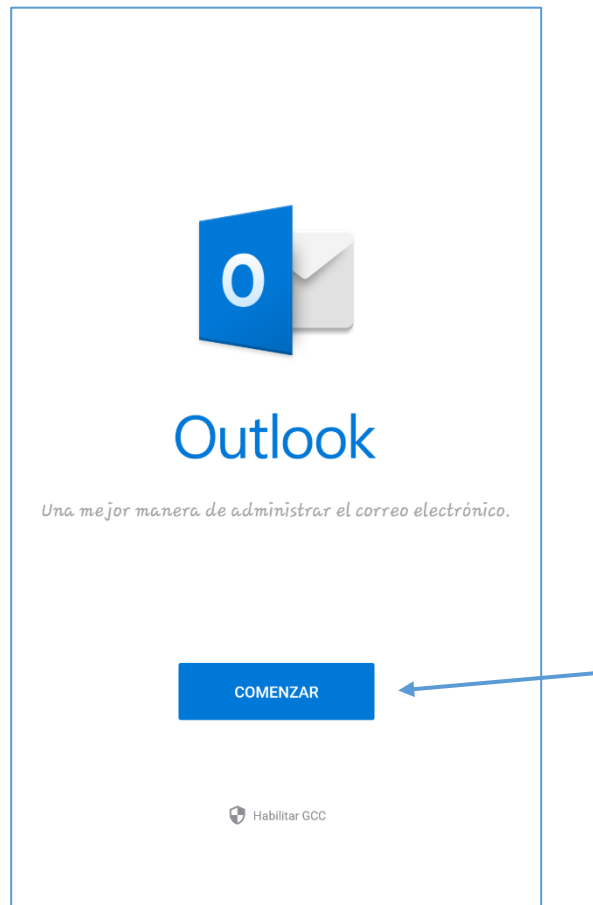 O
Outlook
Una mejor manera de administrar el correo electrónico.
COMENZAR
Habilitar GCC